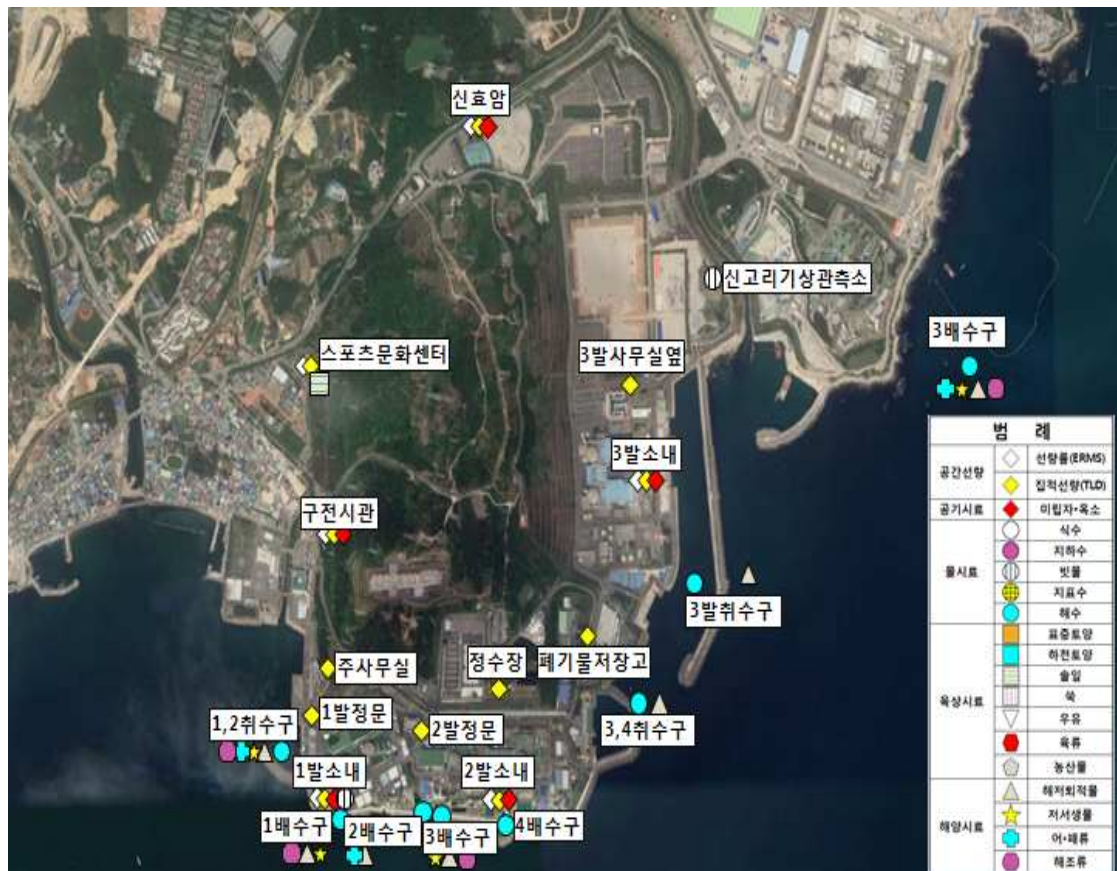 신효암
신고리기상관측소
3배수구
스포츠문화센터
3발사무실옆
3발소내
구전시관
3발취수구
주사무실
정수장
폐기물저장고
1,2취수구
1발정문
2발정문
3,4취수구
1발소내
2발소내
1배수구
2배수구
3배수구
4배수구
범 례
공간선량
선량률(ERMS)
집적선량(TLD)
공기시료
미립자•옥소
물시료
식수
지하수
빗물
지표수
해수
육상시료
표층토양
하천토양
솔잎
쑥
우유
육류
농산물
해양시료
해저퇴적물
저서생물
어•패류
해조류